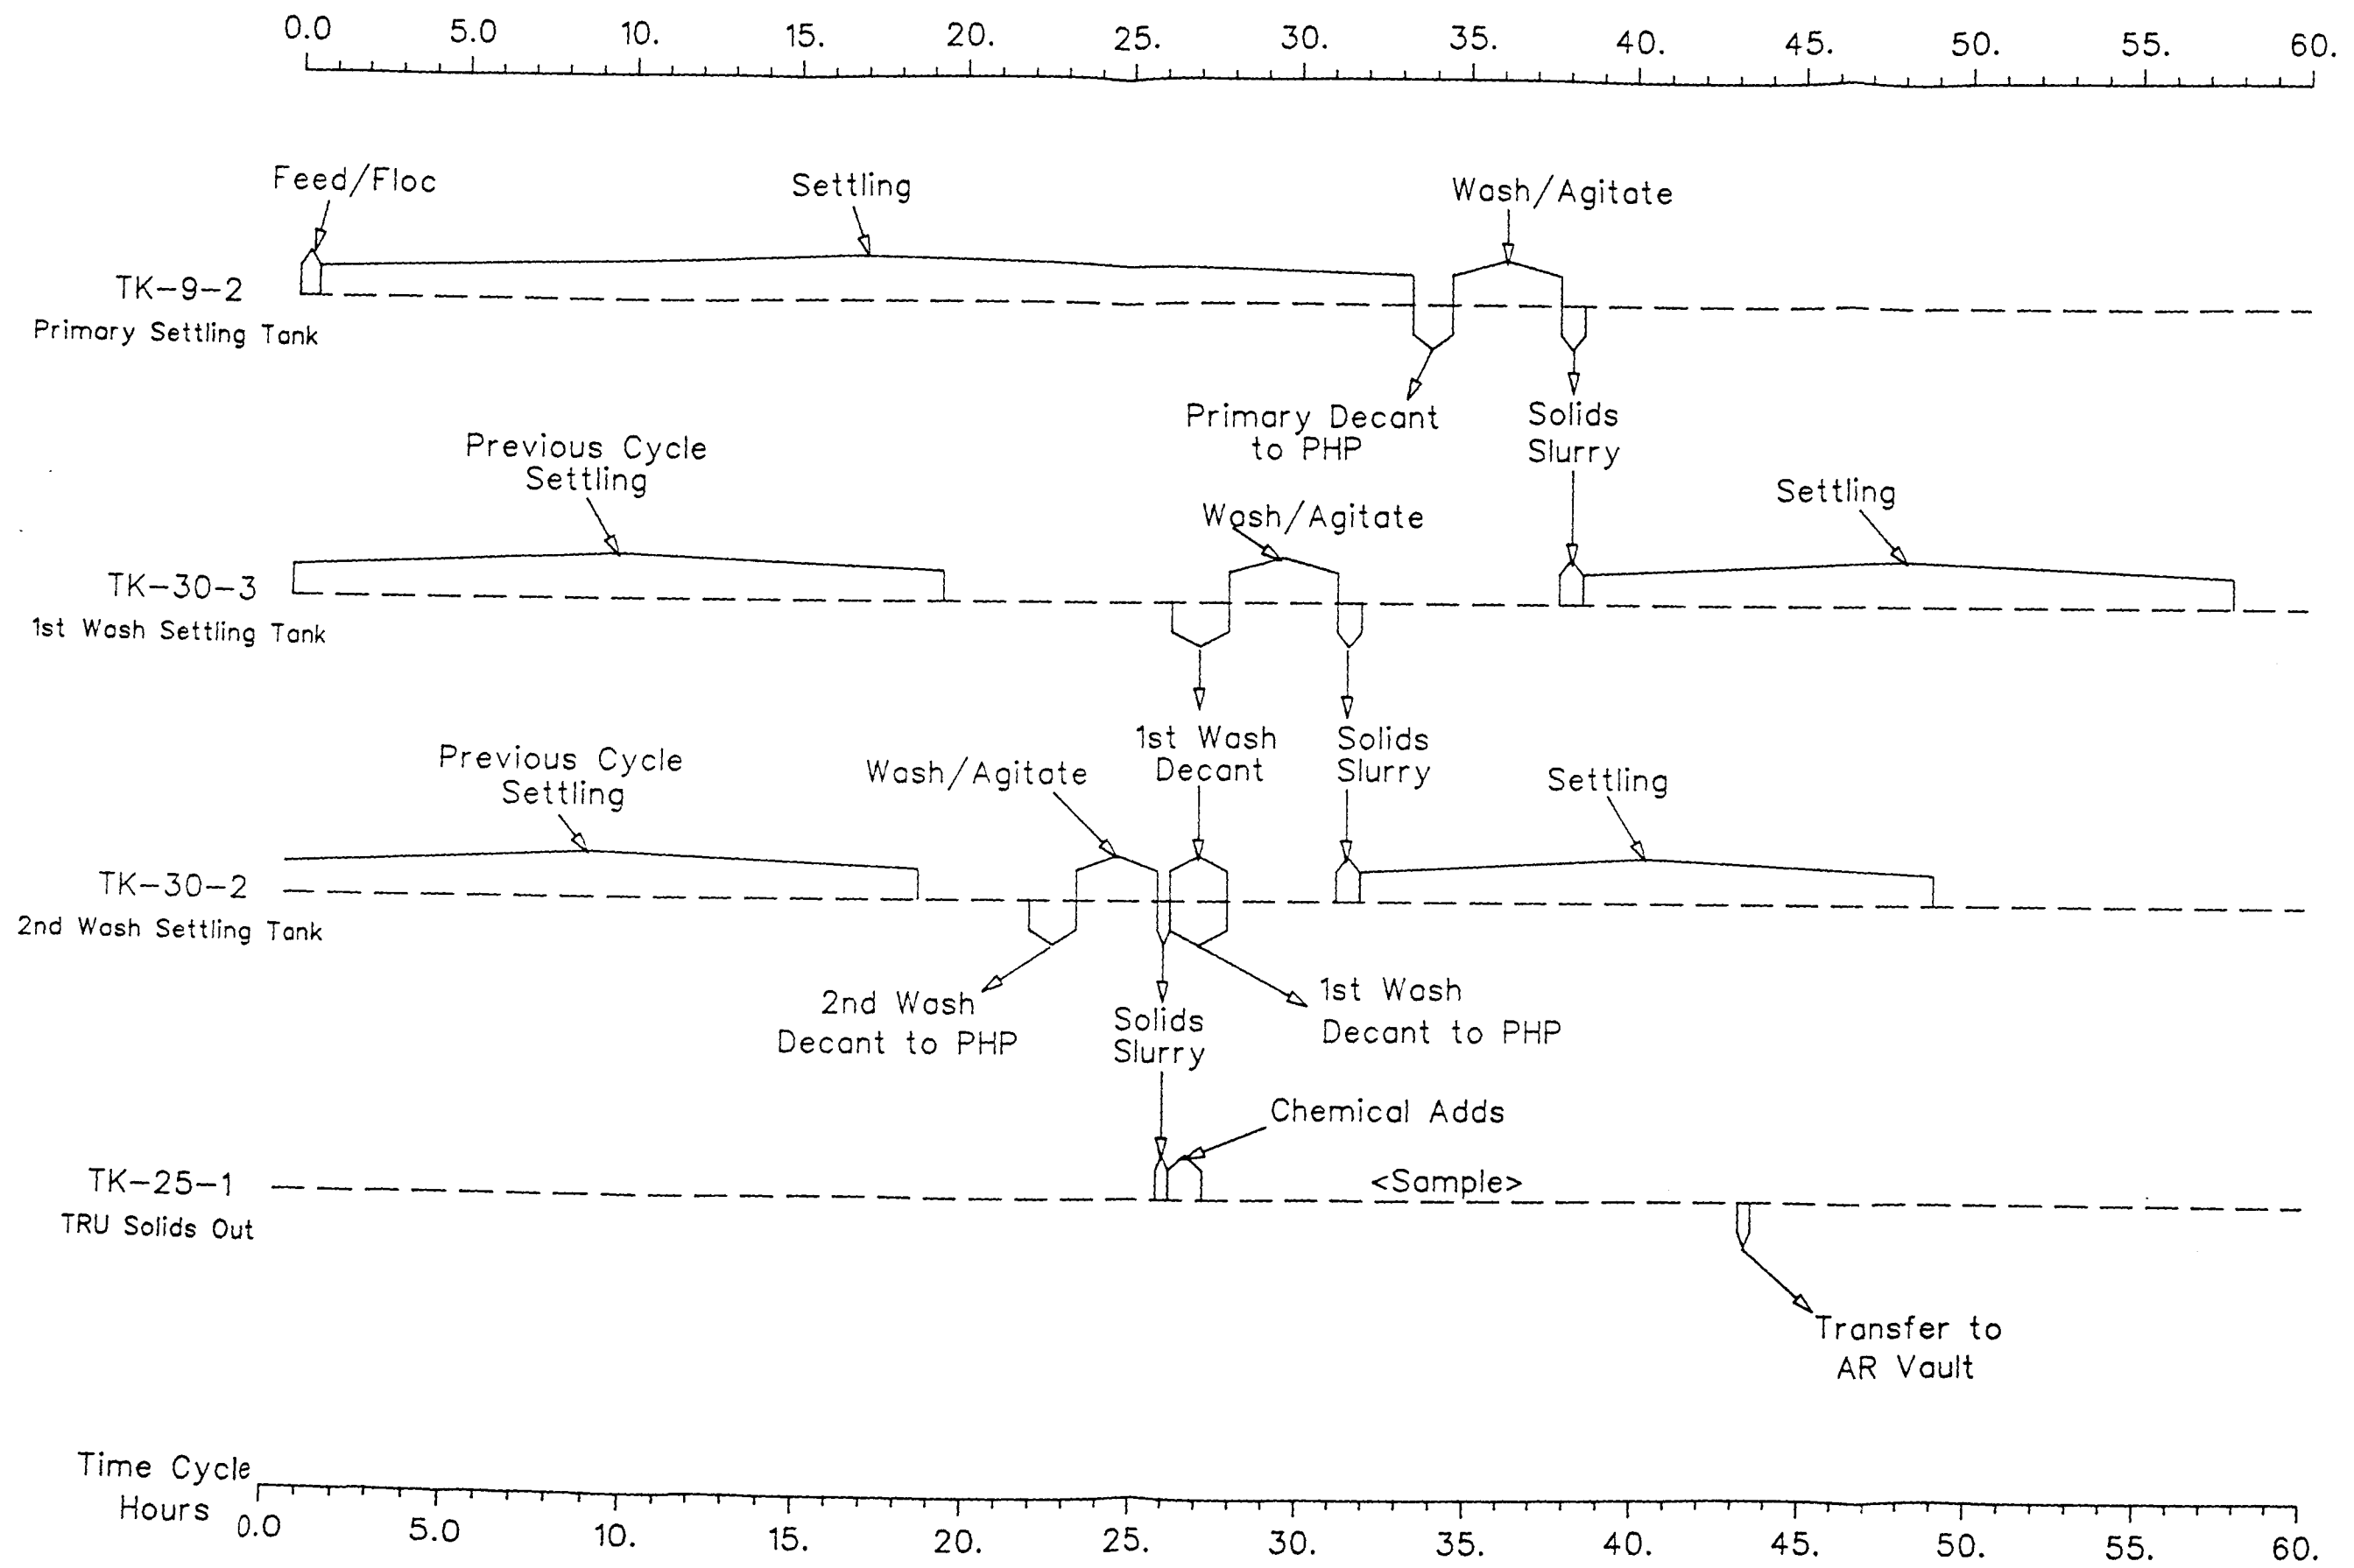 0.0 5.0 10. 15. 20. 25. 30. 35. 40. 45. 50. 55. 60.
Feed/Floc
Settling
Wash/Agitate
TK-9-2
Primary Settling Tank
Primary Decant
to PHP
Solids
Slurry
Previous Cycle
Settling
Wash/Agitate
Settling
TK-30-3
1st Wash Settling Tank
1st Wash
Decant
Solids
Slurry
Previous Cycle
Settling
Wash/Agitate
Settling
TK-30-2
2nd Wash Settling Tank
2nd Wash
Decant to PHP
Solids
Slurry
1st Wash
Decant to PHP
Chemical Adds
TK-25-1
<Sample>
TRU Solids Out
Transfer to
AR Vault
Time Cycle
Hours
0.0 5.0 10. 15. 20. 25. 30. 35. 40. 45. 50. 55. 60.